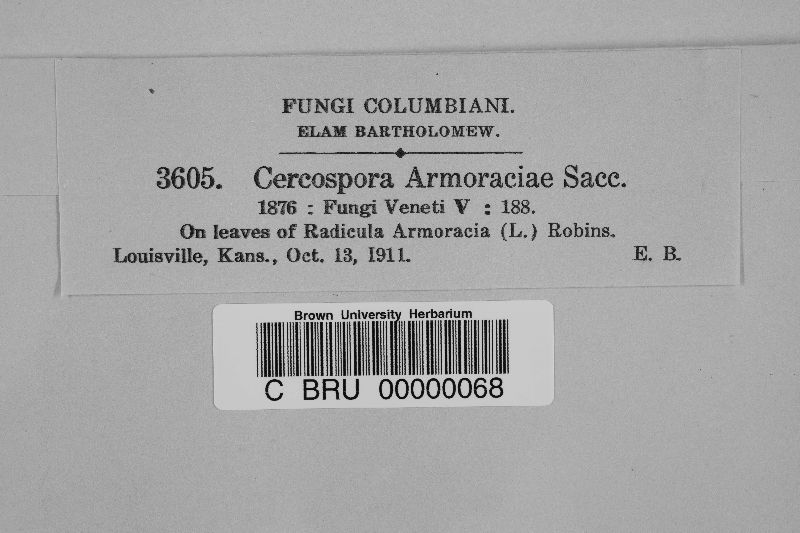 FUNGI COLUMBIANI.
ELAM BARTHOLOMEW.
3605. Cercospora Armoraciae Sacc.
1876 : Fungi Veneti V : 188.
On leaves of Radicula Armoracia (L.) Robins.
Louisville, Kans., Oct. 13, 1911. E. B.
Brown University Herbarium
C BRU 00000068